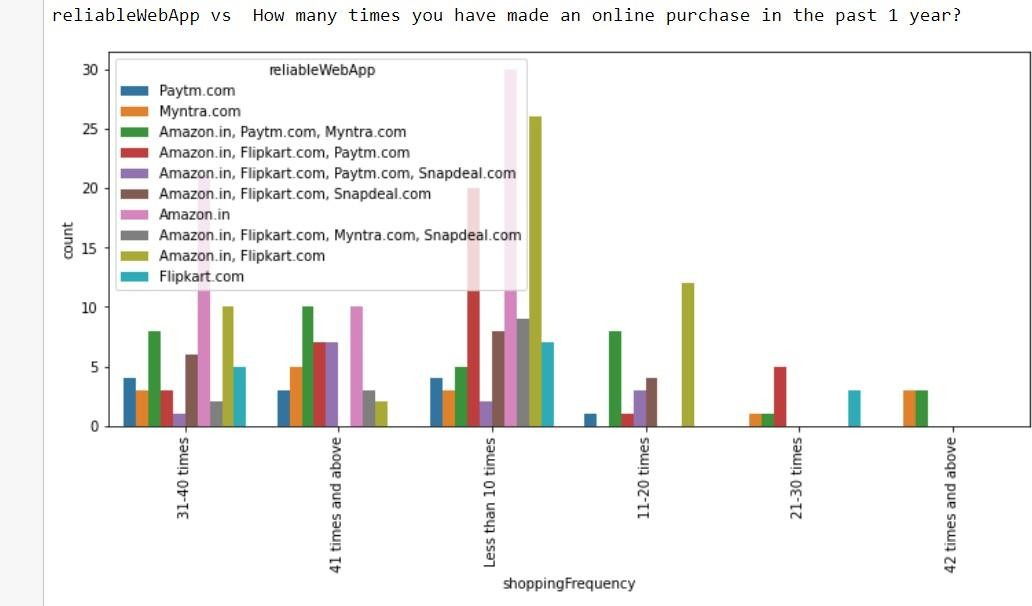 reliableWebApp vs  How many times you have made an online purchase in the past 1 year?
reliableWebApp
Paytm.com
Myntra.com
Amazon.in, Paytm.com, Myntra.com
Amazon.in, Flipkart.com, Paytm.com
Amazon.in, Flipkart.com, Paytm.com, Snapdeal.com
Amazon.in, Flipkart.com, Snapdeal.com
Amazon.in
Amazon.in, Flipkart.com, Myntra.com, Snapdeal.com
Amazon.in, Flipkart.com
Flipkart.com
count
30
25
20
15
10
5
0
31-40 times
41 times and above
Less than 10 times
11-20 times
21-30 times
42 times and above
shoppingFrequency